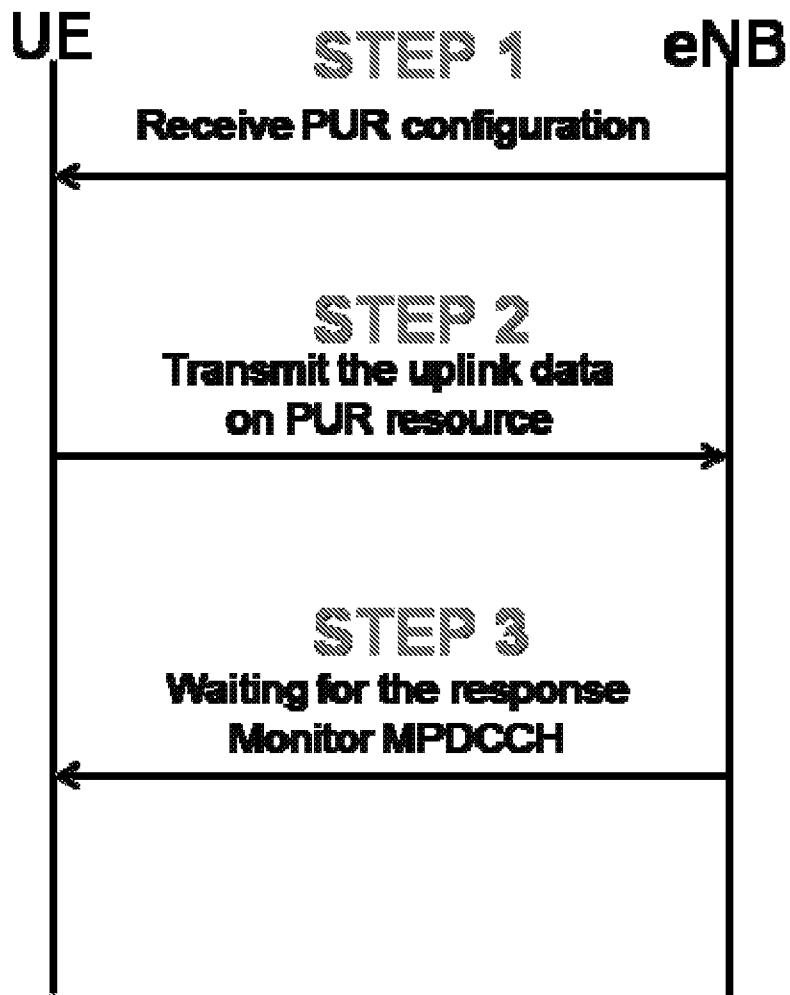 UE
eNB
STEP 1
Receive PUR configuration
STEP 2
Transmit the uplink data
on PUR resource
STEP 3
Waiting for the response
Monitor MPDCCH